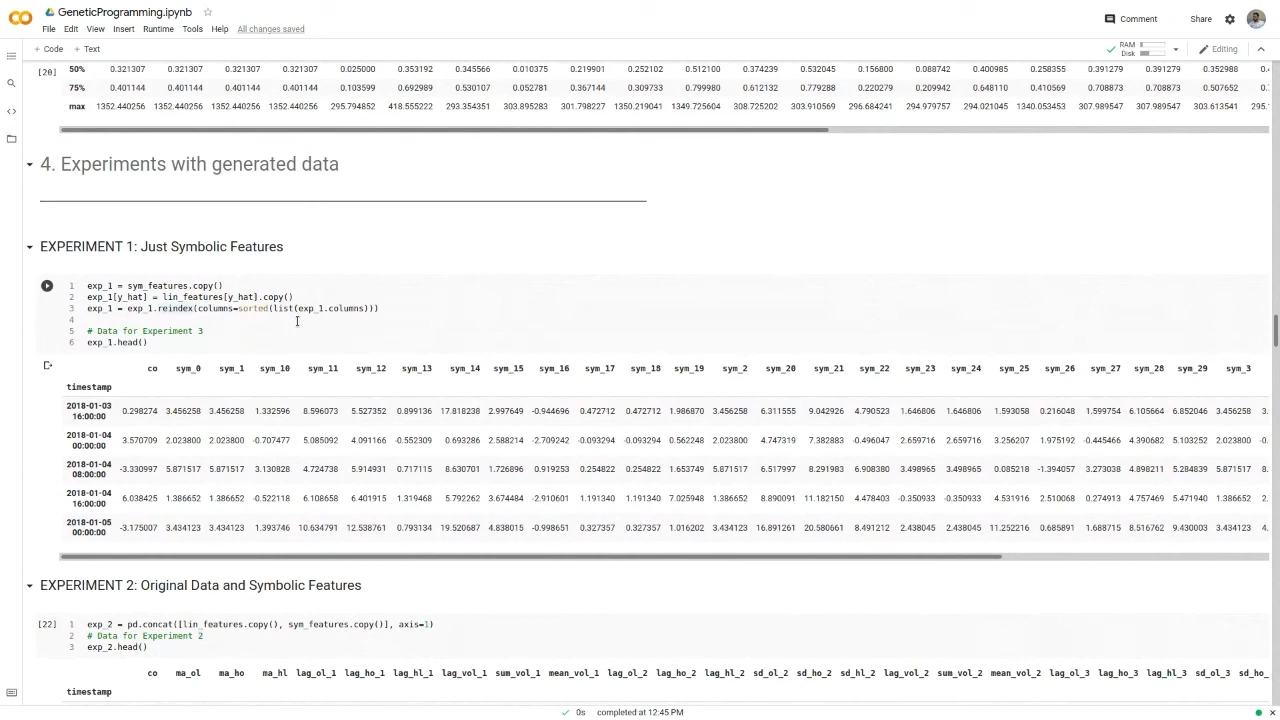 GeneticProgramming.ipynb
Comment
Share
File Edit View Insert Runtime Tools Help All changes saved
+ Code + Text
RAM
Disk
Editing
[20] 50% 0.321307 0.321307 0.321307 0.321307 0.025000 0.353192 0.345566 0.010375 0.219901 0.252102 0.517100 0.374239 0.532045 0.156800 0.088742 0.400985 0.258355 0.391279 0.391279 0.352988 0.
75% 0.401144 0.401144 0.401144 0.401144 0.103599 0.692989 0.530107 0.052781 0.367144 0.309733 0.799980 0.612132 0.779288 0.220279 0.209942 0.648110 0.410569 0.708873 0.708873 0.507652 0.
max 1352.440256 1352.440256 1352.440256 1352.440256 295.794852 418.555222 293.354351 303.895283 301.798227 1350.219041 1349.725604 308.725202 303.910569 296.684241 294.979757 294.021045 1340.053453 307.989547 307.989547 303.613541 295.
4. Experiments with generated data
EXPERIMENT 1: Just Symbolic Features
1 exp_1 = sym_features.copy()
2 exp_1[y_hat] = lin_features[y_hat].copy()
3 exp_1 = exp_1.reindex(columns=sorted(list(exp_1.columns)))
4
5 # Data for Experiment 3
6 exp_1.head()
co sym_0 sym_1 sym_10 sym_11 sym_12 sym_13 sym_14 sym_15 sym_16 sym_17 sym_18 sym_19 sym_2 sym_20 sym_21 sym_22 sym_23 sym_24 sym_25 sym_26 sym_27 sym_28 sym_29 sym_3
timestamp
2018-01-03 16:00:00 0.298274 3.456258 3.456258 1.332596 8.596073 5.527352 0.899136 17.818238 2.997649 -0.944696 0.472712 0.472712 1.986870 3.456258 6.311555 9.042926 4.790523 1.646806 1.646806 1.593058 0.216048 1.599754 6.105664 6.852046 3.456258 3.
2018-01-04 00:00:00 3.570709 2.023800 2.023800 -0.707477 5.085092 4.091166 -0.552309 0.693286 2.588214 -2.709242 -0.093294 -0.093294 0.562248 2.023800 4.747319 7.382883 -0.496047 2.659716 2.659716 3.256207 1.975192 -0.445466 4.390682 5.103252 2.023800 -0.
2018-01-04 08:00:00 -3.330997 5.871517 5.871517 3.130828 4.724738 5.914931 0.717115 8.630701 1.726896 0.919253 0.254822 0.254822 1.653749 5.871517 6.517997 8.291983 6.908380 3.498965 3.498965 0.085218 -1.394057 3.273038 4.898211 5.284839 5.871517 8.
2018-01-04 16:00:00 6.038425 1.386652 1.386652 -0.522118 6.108658 6.401915 1.319468 5.792262 3.674484 -2.910601 1.191340 1.191340 7.025948 1.386652 8.890091 11.182150 4.478403 -0.350933 -0.350933 4.531916 2.510068 0.274913 4.757469 5.471940 1.386652 2.
2018-01-05 00:00:00 -3.175007 3.434123 3.434123 1.393746 10.634791 12.538761 0.793134 19.520687 4.838015 -0.998651 0.327357 0.327357 1.016202 3.434123 16.891261 20.580661 8.491212 2.438045 2.438045 11.252216 0.685891 1.688715 8.516762 9.430003 3.434123 4.
EXPERIMENT 2: Original Data and Symbolic Features
[22] 1 exp_2 = pd.concat([lin_features.copy(), sym_features.copy()], axis=1)
2 # Data for Experiment 2
3 exp_2.head()
co ma_ol ma_ho ma_hl lag_ol_1 lag_ho_1 lag_hl_1 lag_vol_1 sum_vol_1 mean_vol_1 lag_ol_2 lag_ho_2 lag_hl_2 sd_ol_2 sd_ho_2 sd_hl_2 lag_vol_2 sum_vol_2 mean_vol_2 lag_ol_3 lag_ho_3 lag_hl_3 sd_ol_3 sd_ho_
timestamp
0s completed at 12:45 PM